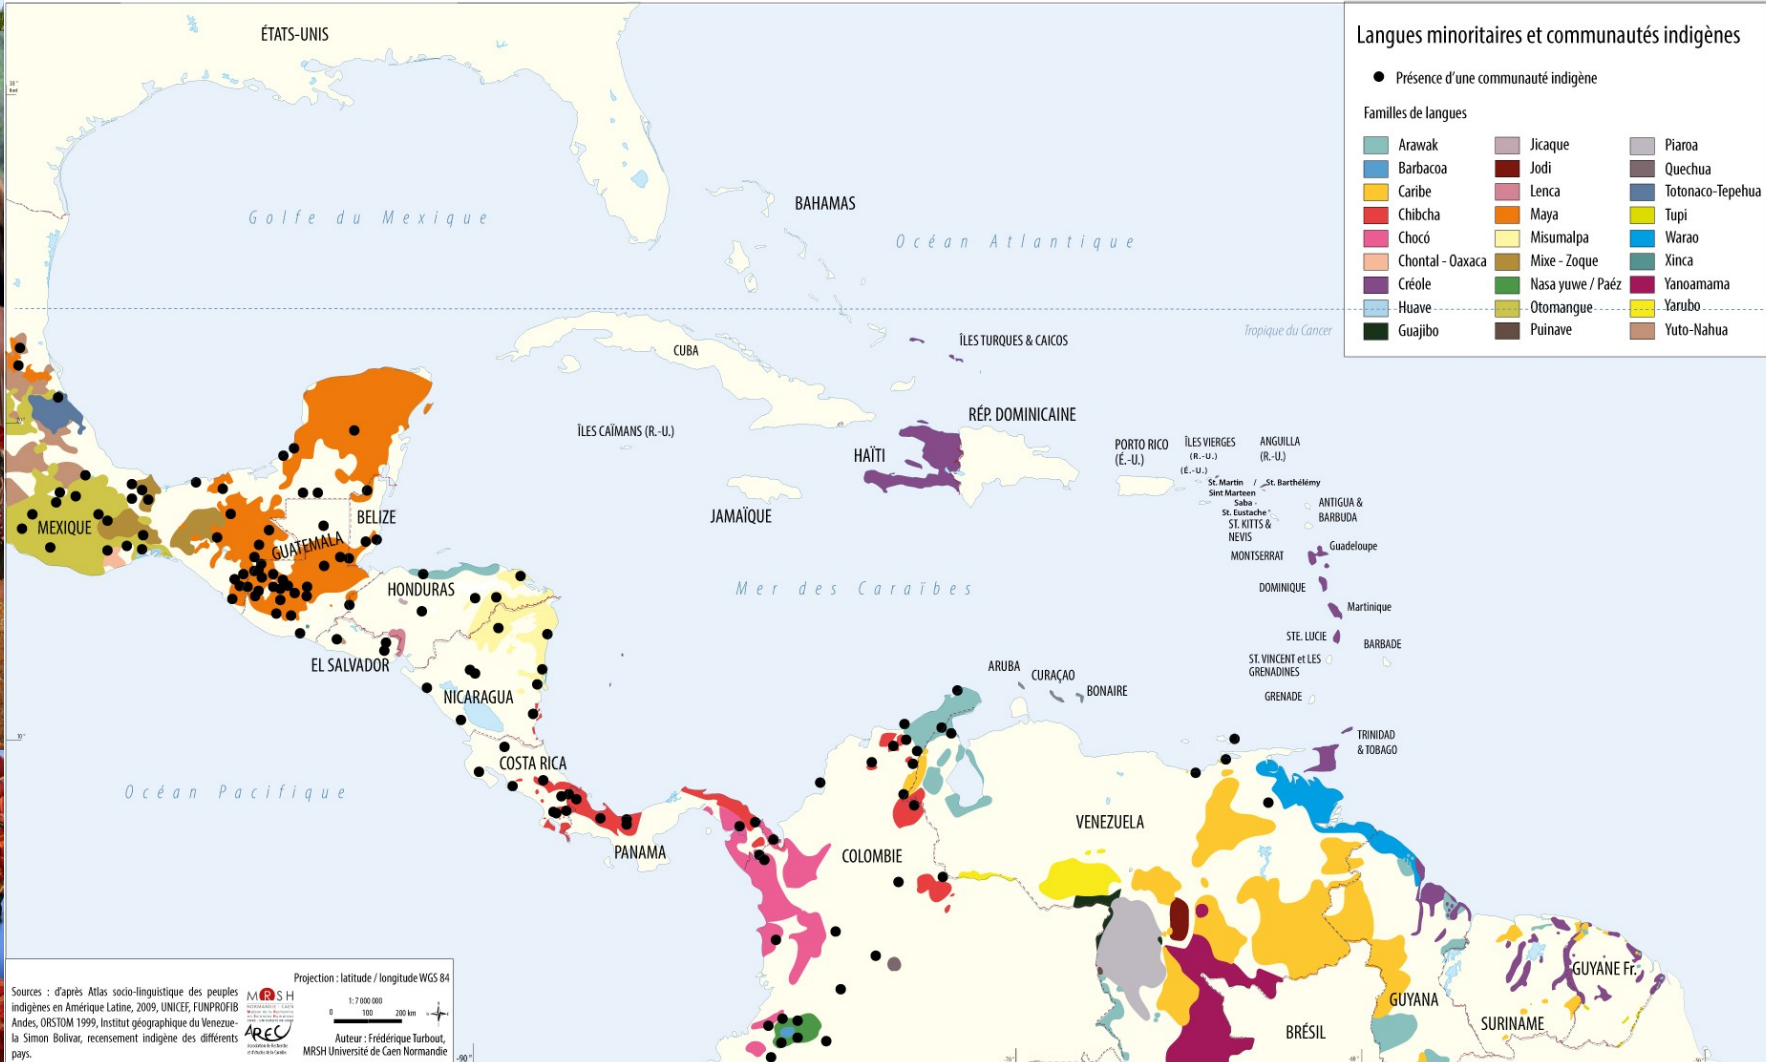 Langues minoritaires et communautés indigènes
Présence d'une communauté indigène
Familles de langues
Arawak
Barbacoa
Caribe
Chibcha
Chocó
Chontal - Oaxaca
Créole
Huave
Guajibo
Jicaque
Jodi
Lenca
Maya
Misumalpa
Mixe - Zoque
Nasa yuwe / Paéz
Otomangue
Puinave
Piaroa
Quechua
Totonaco-Tepehua
Tupi
Warao
Xinca
Yanoamama
Yarubo
Yuto-Nahua
ÉTATS-UNIS
Golfe du Mexique
BAHAMAS
Océan Atlantique
Tropique du Cancer
CUBA
ÎLES TURQUES & CAICOS
ÎLES CAÏMANS (R.-U.)
HAÏTI
RÉP. DOMINICAINE
JAMAÏQUE
PORTO RICO
(É.-U.)
ÎLES VIERGES
(R.-U.)
(É.-U.)
ANGUILLA
(R.-U.)
St. Martin /
Sint Marteen
St. Barthélémy
Saba -
St. Eustache
ST. KITTS &
NEVIS
ANTIGUA &
BARBUDA
MONTSERRAT
Guadeloupe
DOMINIQUE
Martinique
STE. LUCIE
BARBADE
ST. VINCENT et LES
GRENADINES
GRENADE
TRINIDAD
& TOBAGO
ARUBA
CURAÇAO
BONAIRE
Mer des Caraïbes
MEXIQUE
BELIZE
GUATEMALA
HONDURAS
EL SALVADOR
NICARAGUA
COSTA RICA
PANAMA
Océan Pacifique
COLOMBIE
VENEZUELA
GUYANA
SURINAME
GUYANE Fr.
BRÉSIL
Sources : d'après Atlas socio-linguistique des peuples
indigènes en Amérique Latine, 2009, UNICEF, FUNPROFIB
Andes, ORSTOM 1999, Institut géographique du Venezue-
la Simon Bolivar, recensement indigène des différents
pays.
MRSH
AREC
Projection : latitude / longitude WGS 84
1: 7 000 000
0 100 200 km
Auteur : Frédérique Turbout,
MRSH Université de Caen Normandie
-90°
10°